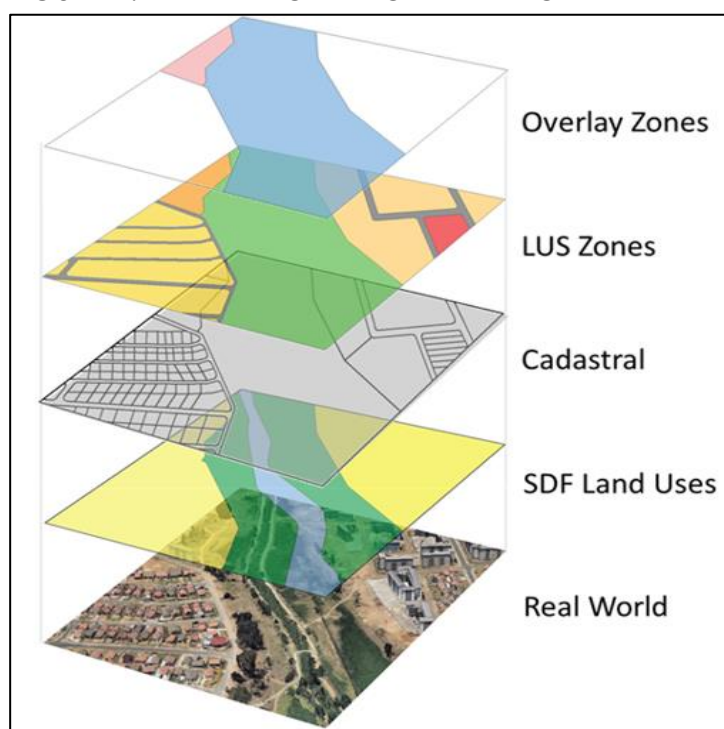 Overlay Zones
LUS Zones
Cadastral
SDF Land Uses
Real World